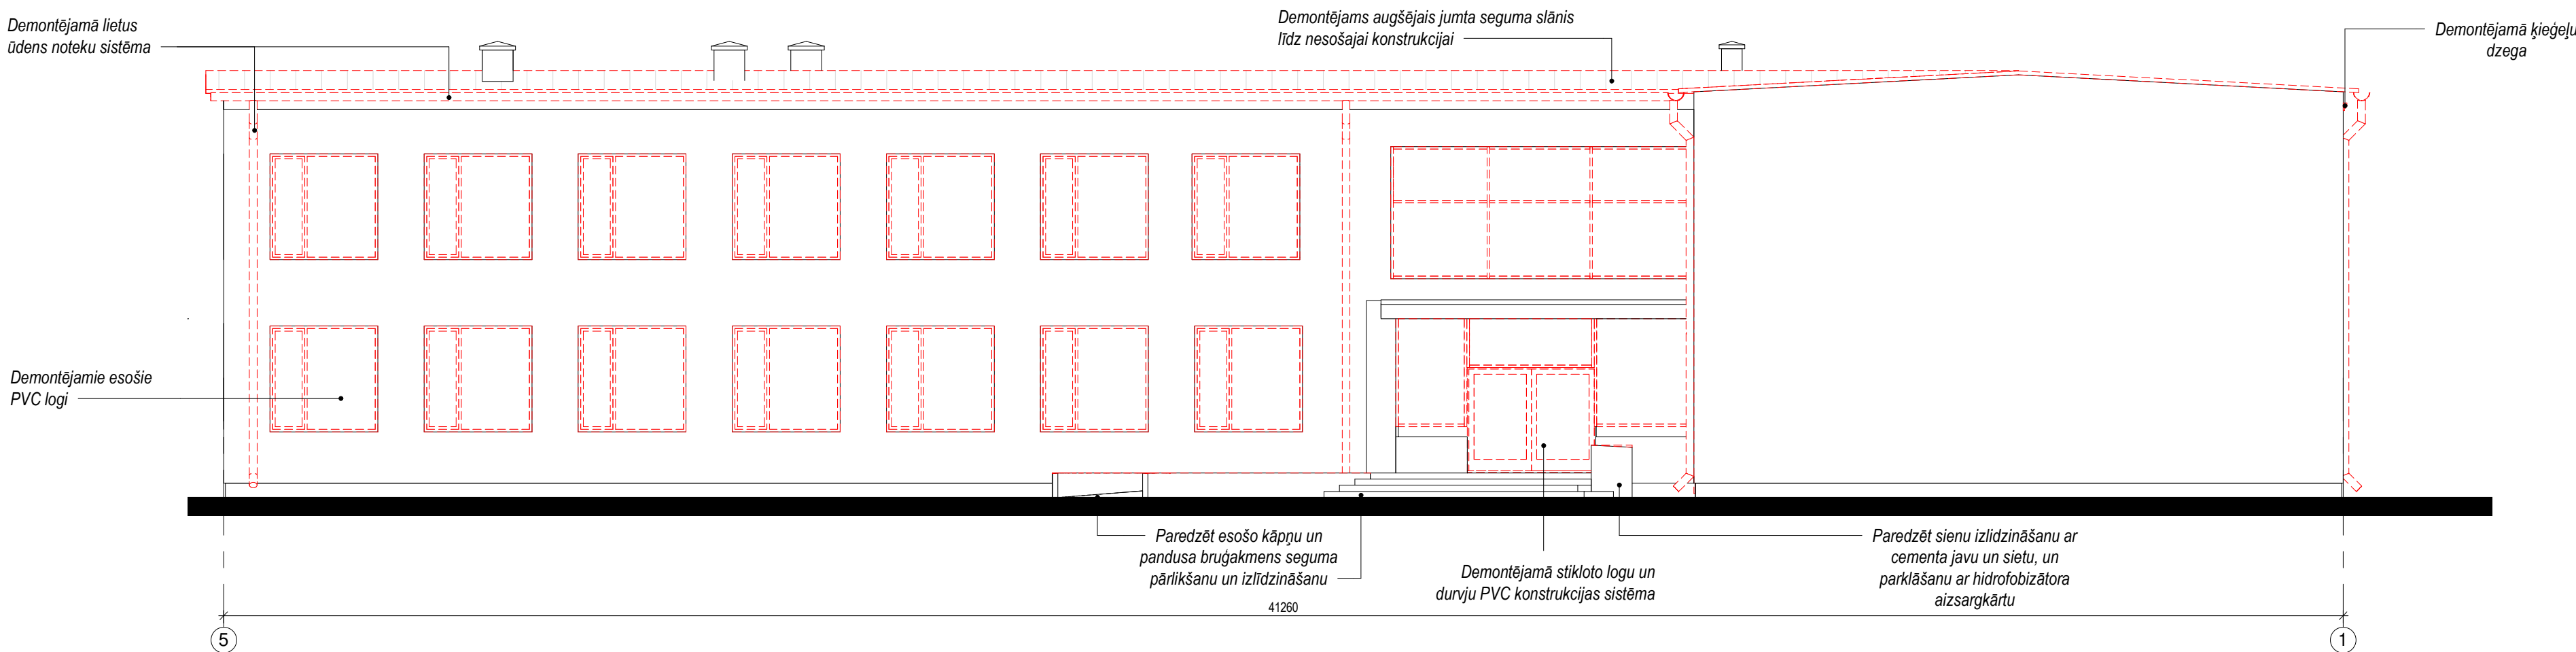 Demontējamā lietus
ūdens noteku sistēma
Demontējams augšējais jumta seguma slānis
līdz nesošajai konstrukcijai
Demontējamā ķieģeļu
dzega
Demontējamie esošie
PVC logi
Paredzēt esošo kāpņu un
pandusa bruģakmens seguma
pārlikšanu un izlīdzināšanu
Demontējamā stikloto logu un
durvju PVC konstrukcijas sistēma
Paredzēt sienu izlidzināšanu ar
cementa javu un sietu, un
parklāšanu ar hidrofobizātora
aizsargkārtu
41260
5
1